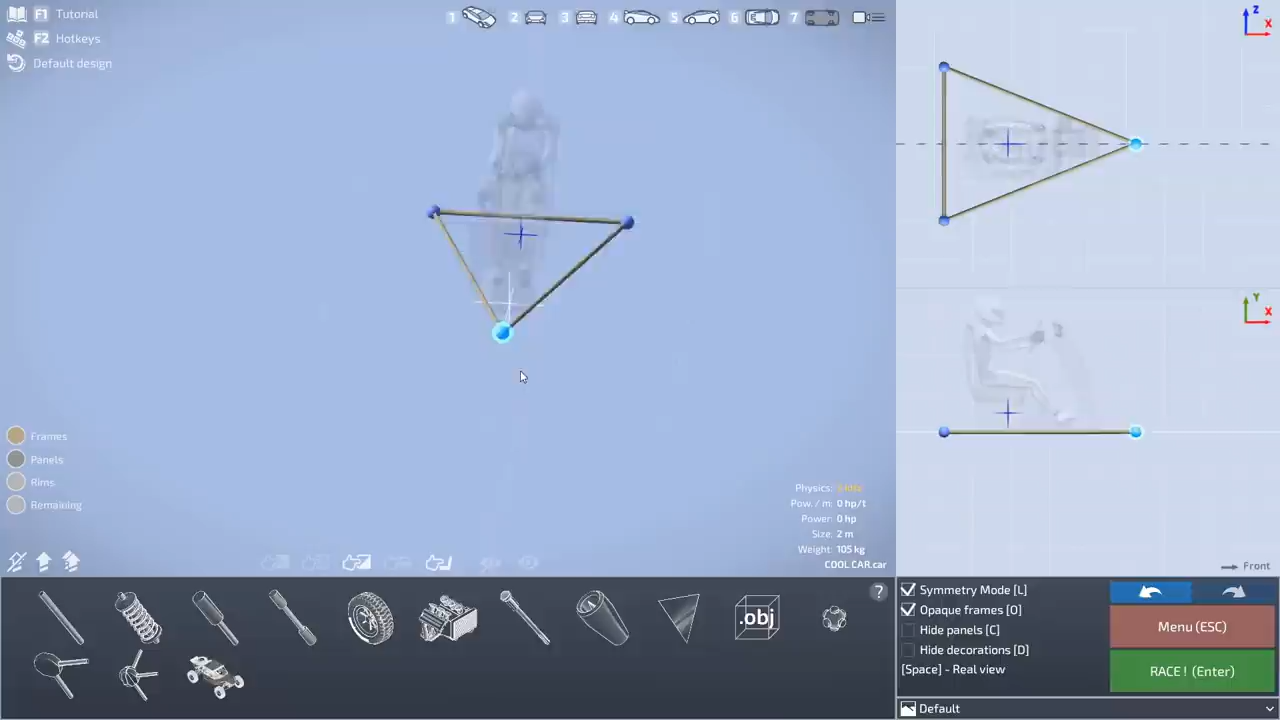 F1 Tutorial
F2 Hotkeys
Default design
1 2 3 4 5 6 7
Z
X
Y
X
Frames
Panels
Rims
Remaining
Physics:
Pow. / m: 0 hp/t
Power: 0 hp
Size: 2 m
Weight: 105 kg
COOL CAR.car
Front
?
.obj
Symmetry Mode [L]
Opaque frames [O]
Hide panels [C]
Hide decorations [D]
[Space] - Real view
Menu (ESC)
RACE! (Enter)
Default